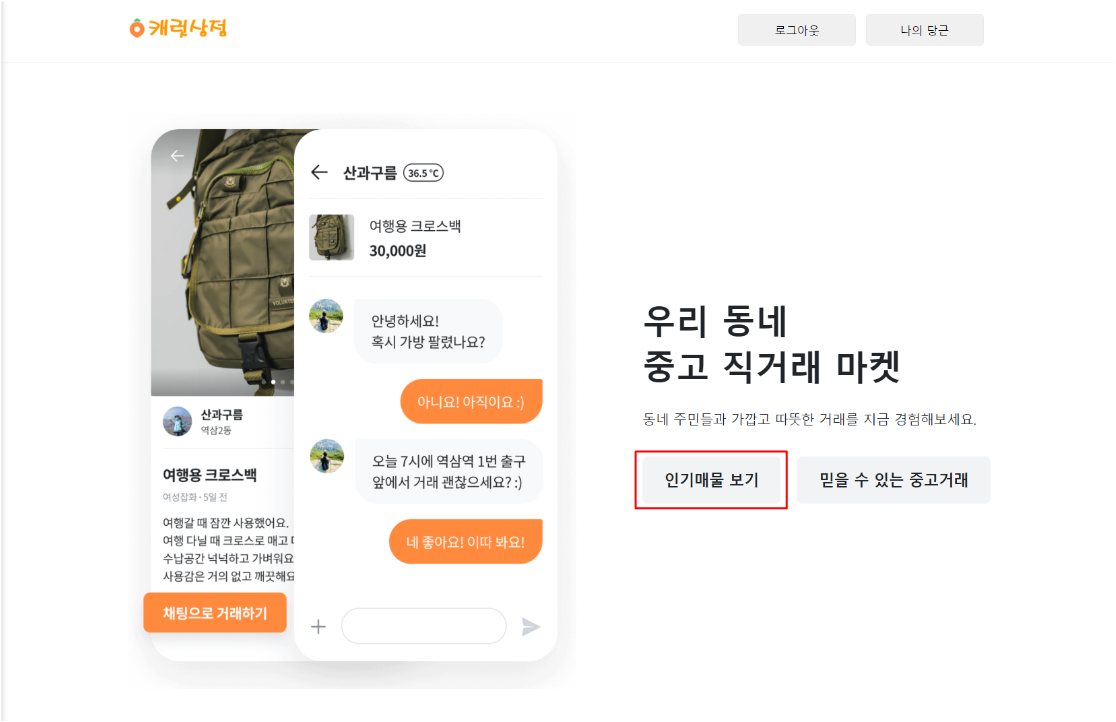 캐럿상점
로그아웃
나의 당근
산과구름
역삼2동
여행용 크로스백
여성잡화 · 5일 전
여행갈 때 잠깐 사용했어요.
여행 다닐 때 크로스로 매고
수납공간 넉넉하고 가벼워요
사용감은 거의 없고 깨끗해요
채팅으로 거래하기
산과구름 36.5℃
여행용 크로스백
30,000원
안녕하세요!
혹시 가방 팔렸나요?
아니요! 아직이요 :)
오늘 7시에 역삼역 1번 출구
앞에서 거래 괜찮으세요? :)
네 좋아요! 이따 봐요!
우리 동네
중고 직거래 마켓
동네 주민들과 가깝고 따뜻한 거래를 지금 경험해보세요.
인기매물 보기
믿을 수 있는 중고거래